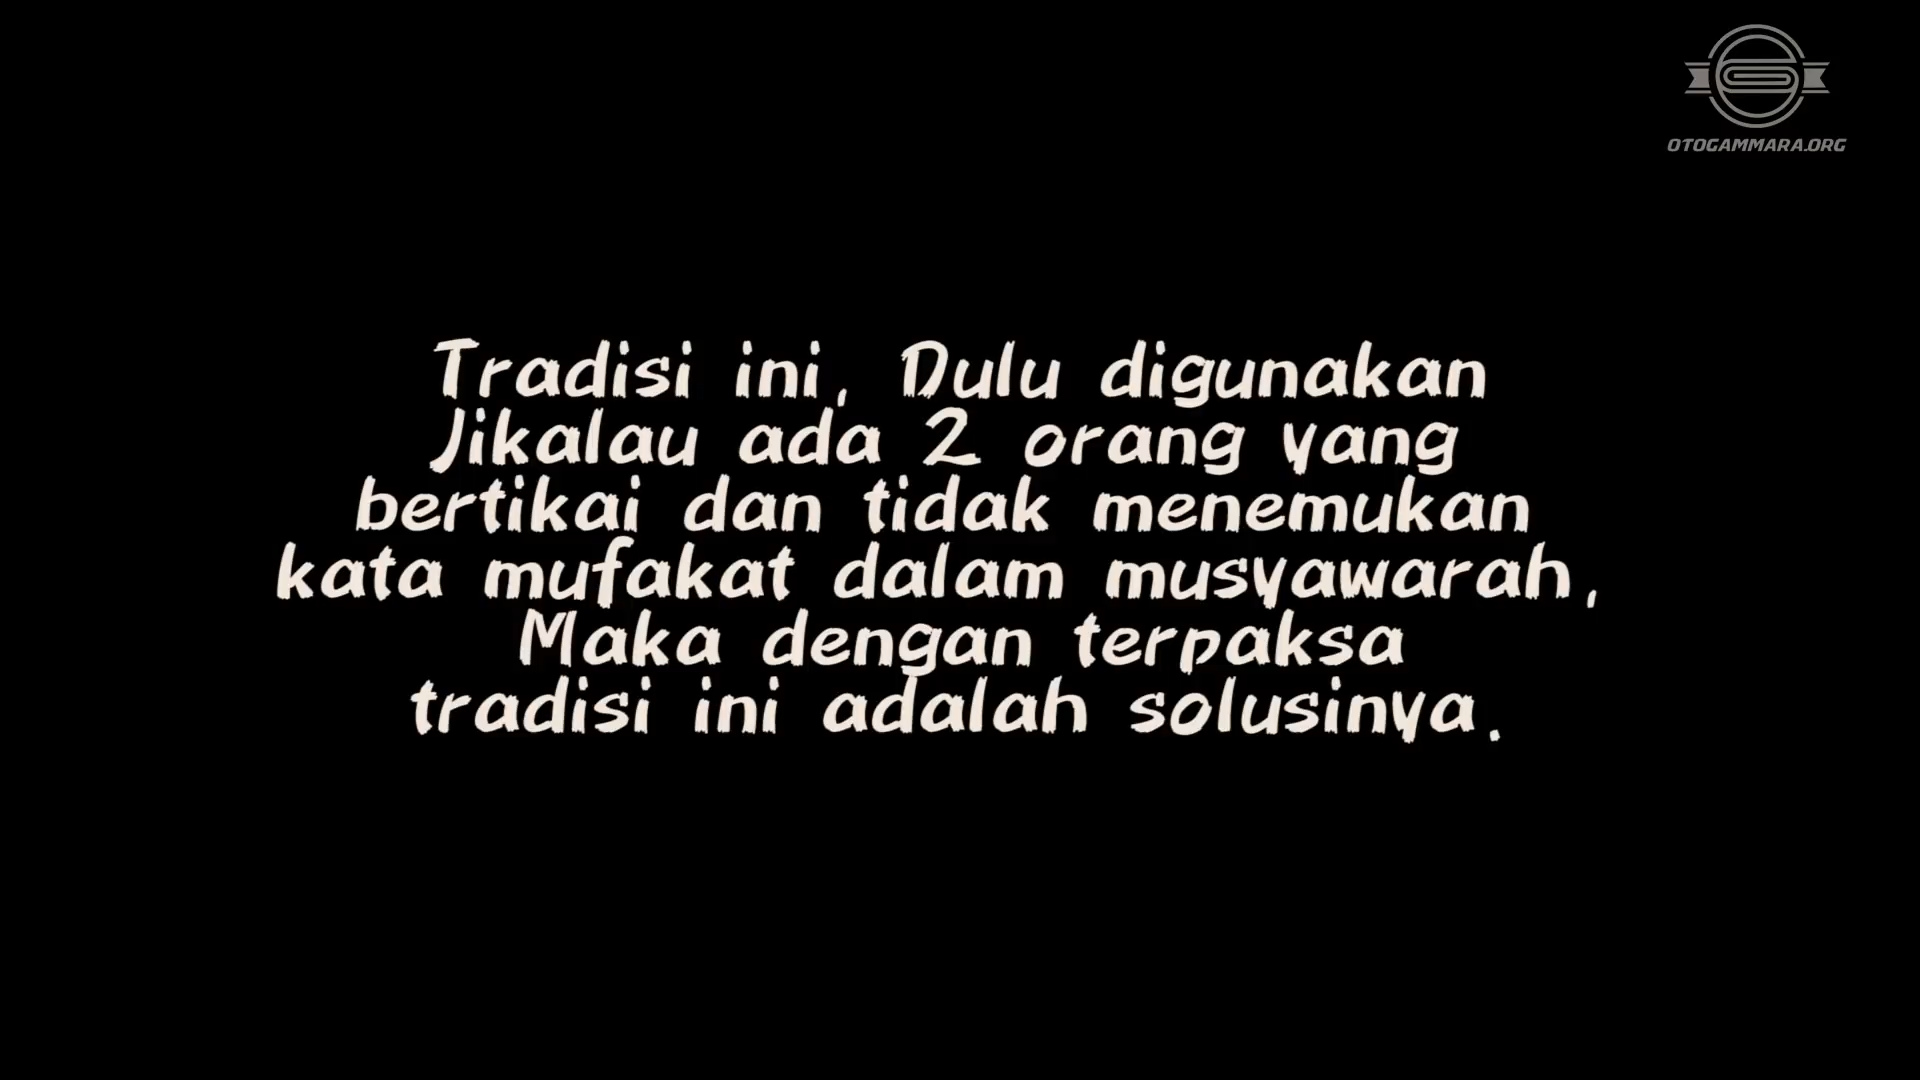 OTOGAMMARA.ORG
Tradisi ini, Dulu digunakan
Jikalau ada 2 orang yang
bertikai dan tidak menemukan
kata mufakat dalam musyawarah,
Maka dengan terpaksa
tradisi ini adalah solusinya.